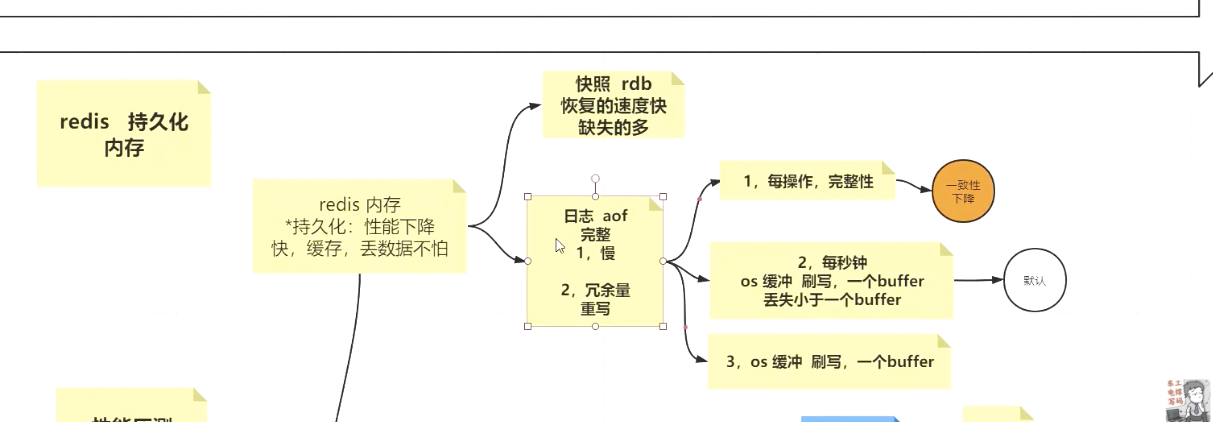 redis 持久化
内存
redis 内存
*持久化：性能下降
快，缓存，丢数据不怕
快照 rdb
恢复的速度快
缺失的多
日志 aof
完整
1，慢
2，冗余量
重写
1，每操作，完整性
一致性
下降
2，每秒钟
os 缓冲 刷写，一个buffer
丢失小于一个buffer
默认
3，os 缓冲 刷写，一个buffer